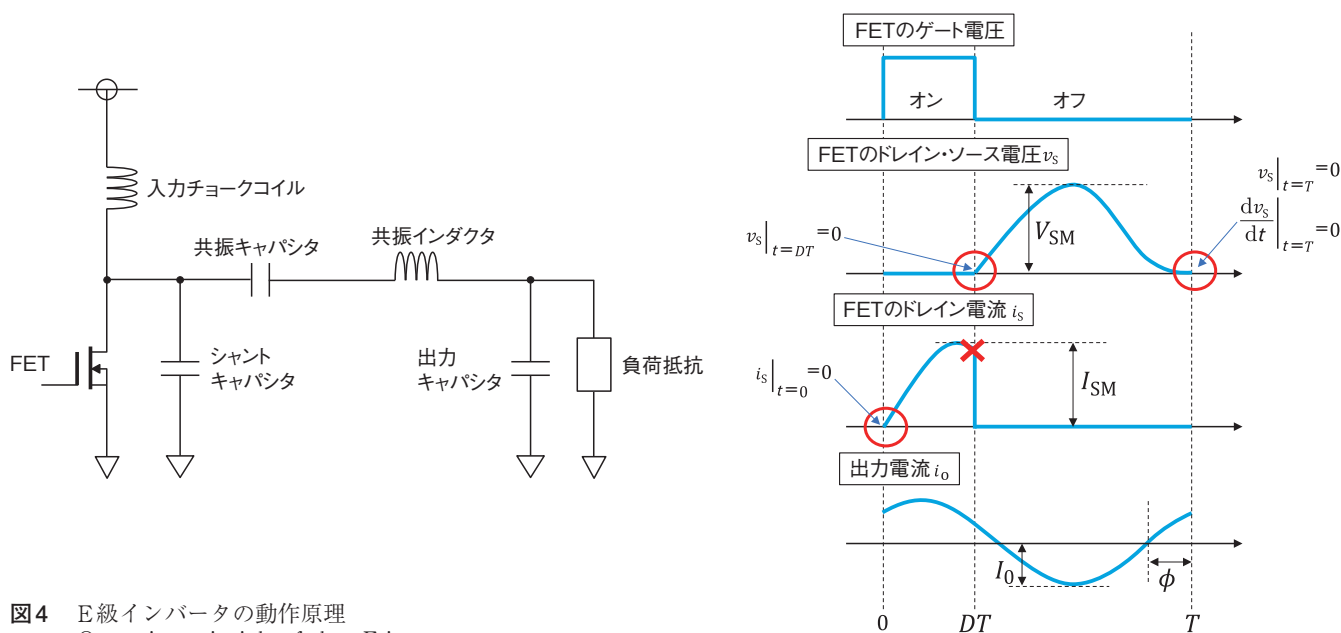 入力チョークコイル
共振キャパシタ
共振インダクタ
FET
シャント
キャパシタ
出力
キャパシタ
負荷抵抗
FETのゲート電圧
オン
オフ
FETのドレイン・ソース電圧 vS
vS|t=DT=0
VSM
vS|t=T=0
dvS/dt|t=T=0
FETのドレイン電流 iS
iS|t=0=0
ISM
出力電流 io
I0
ϕ
0
DT
T
図4 E級インバータの動作原理